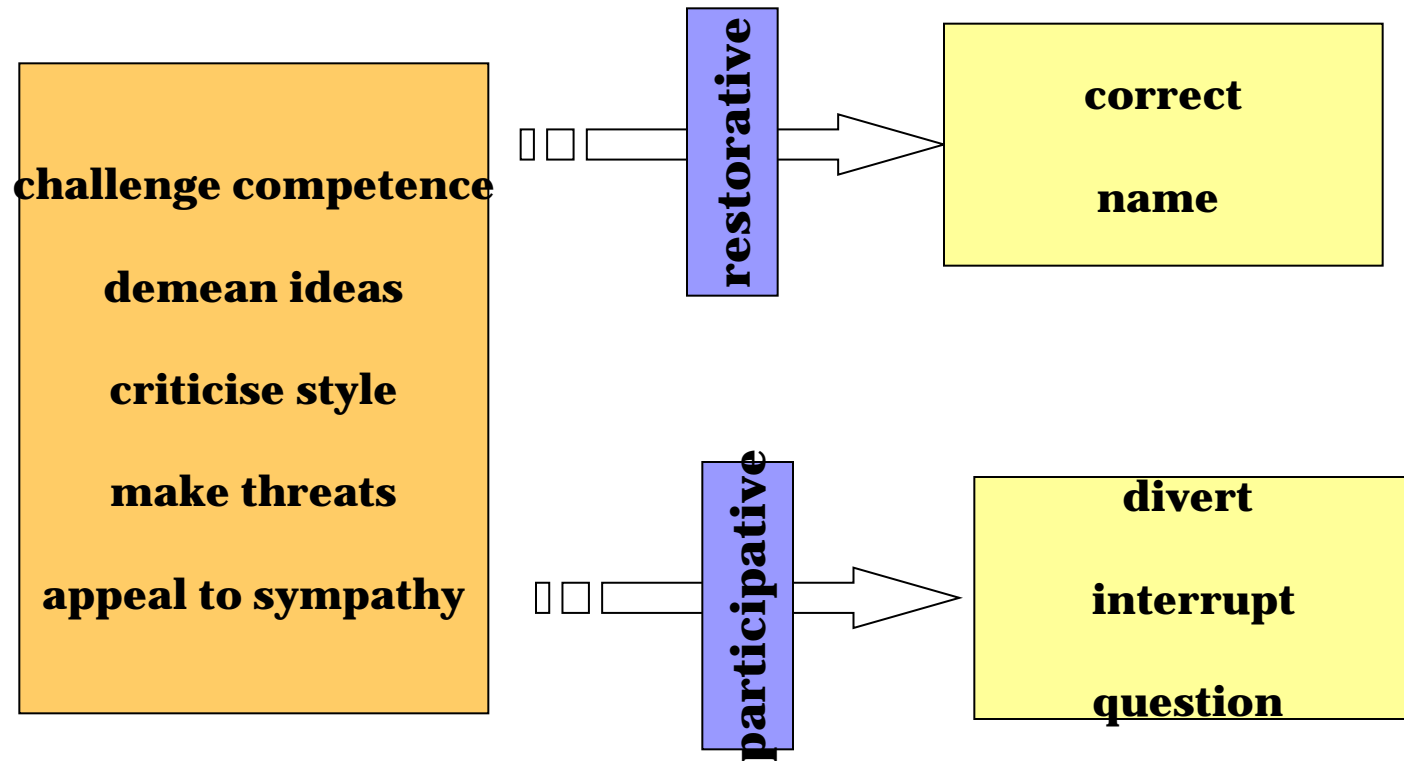 challenge competence
demean ideas
criticise style
make threats
appeal to sympathy
restorative
correct
name
participative
divert
interrupt
question